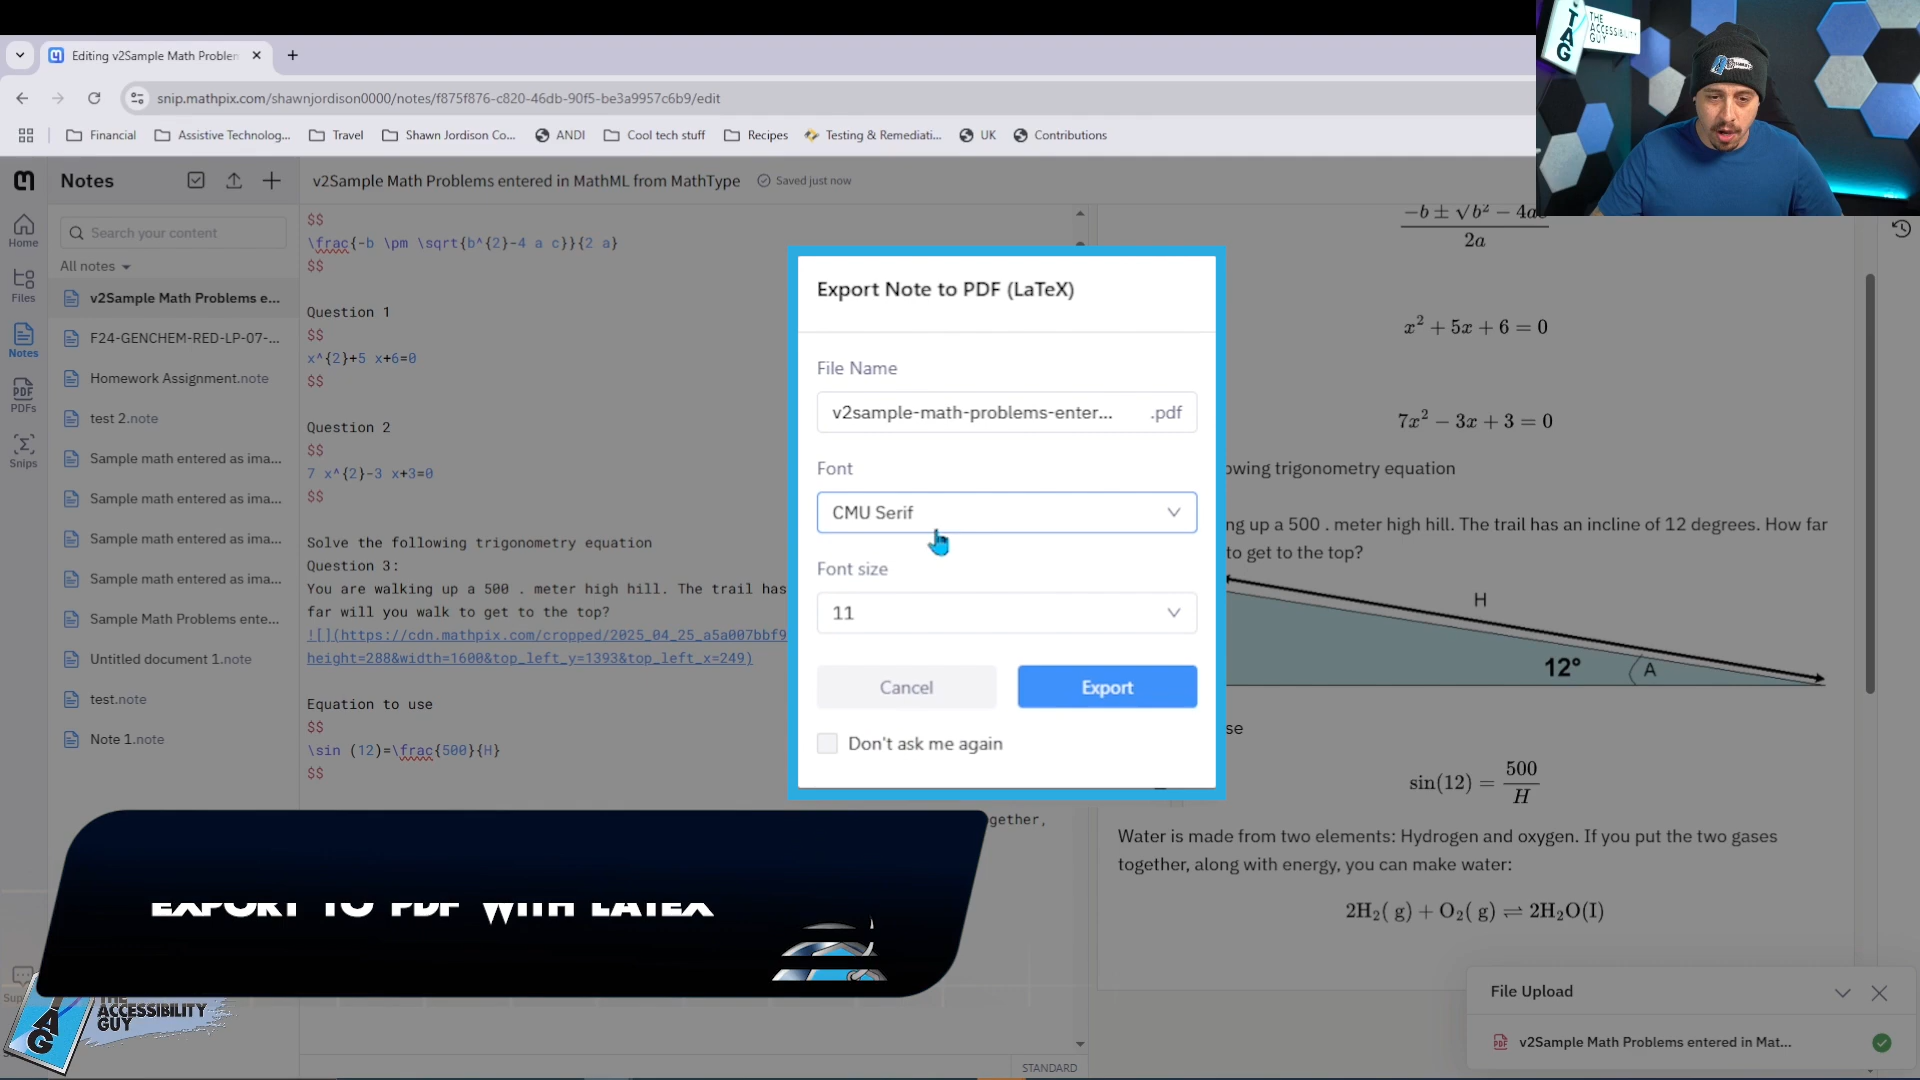 Editing v2Sample Math Problem
snip.mathpix.com/shawnjordison0000/notes/f875f876-c820-46db-90f5-be3a9957c6b9/edit
Financial
Assistive Technolog...
Travel
Shawn Jordison Co...
ANDI
Cool tech stuff
Recipes
Testing & Remediati...
UK
Contributions
THE
ACCESSIBILITY
GUY
TAG
Notes
v2Sample Math Problems entered in MathML from MathType
Saved just now
Search your content
All notes
Home
Files
Notes
PDFs
Snips
v2Sample Math Problems e...
F24-GENCHEM-RED-LP-07-...
Homework Assignment.note
test 2.note
Sample math entered as ima...
Sample math entered as ima...
Sample math entered as ima...
Sample math entered as ima...
Sample Math Problems ente...
Untitled document 1.note
test.note
Note 1.note
$$
\frac{-b \pm \sqrt{b^{2}-4 a c}}{2 a}
$$
Question 1
$$
x^{2}+5 x+6=0
$$
Question 2
$$
7 x^{2}-3 x+3=0
$$
Solve the following trigonometry equation
Question 3:
You are walking up a 500 . meter high hill. The trail has
far will you walk to get to the top?
![](https://cdn.mathpix.com/cropped/2025_04_25_a5a007bbf9
height=288&width=1600&top_left_y=1393&top_left_x=249)
Equation to use
$$
\sin (12)=\frac{500}{H}
$$
gether,
STANDARD
Export Note to PDF (LaTeX)
File Name
v2sample-math-problems-enter... .pdf
Font
CMU Serif
Font size
11
Cancel
Export
Don't ask me again
−b ± √b² − 4a
2a
x² + 5x + 6 = 0
7x² − 3x + 3 = 0
owing trigonometry equation
ng up a 500 . meter high hill. The trail has an incline of 12 degrees. How far
to get to the top?
H
12°
A
se
sin(12) = 500
H
Water is made from two elements: Hydrogen and oxygen. If you put the two gases
together, along with energy, you can make water:
2H₂( g) + O₂( g) ⇌ 2H₂O(I)
File Upload
v2Sample Math Problems entered in Mat...
EXPORT TO PDF WITH LATEX
TAG
THE
ACCESSIBILITY
GUY